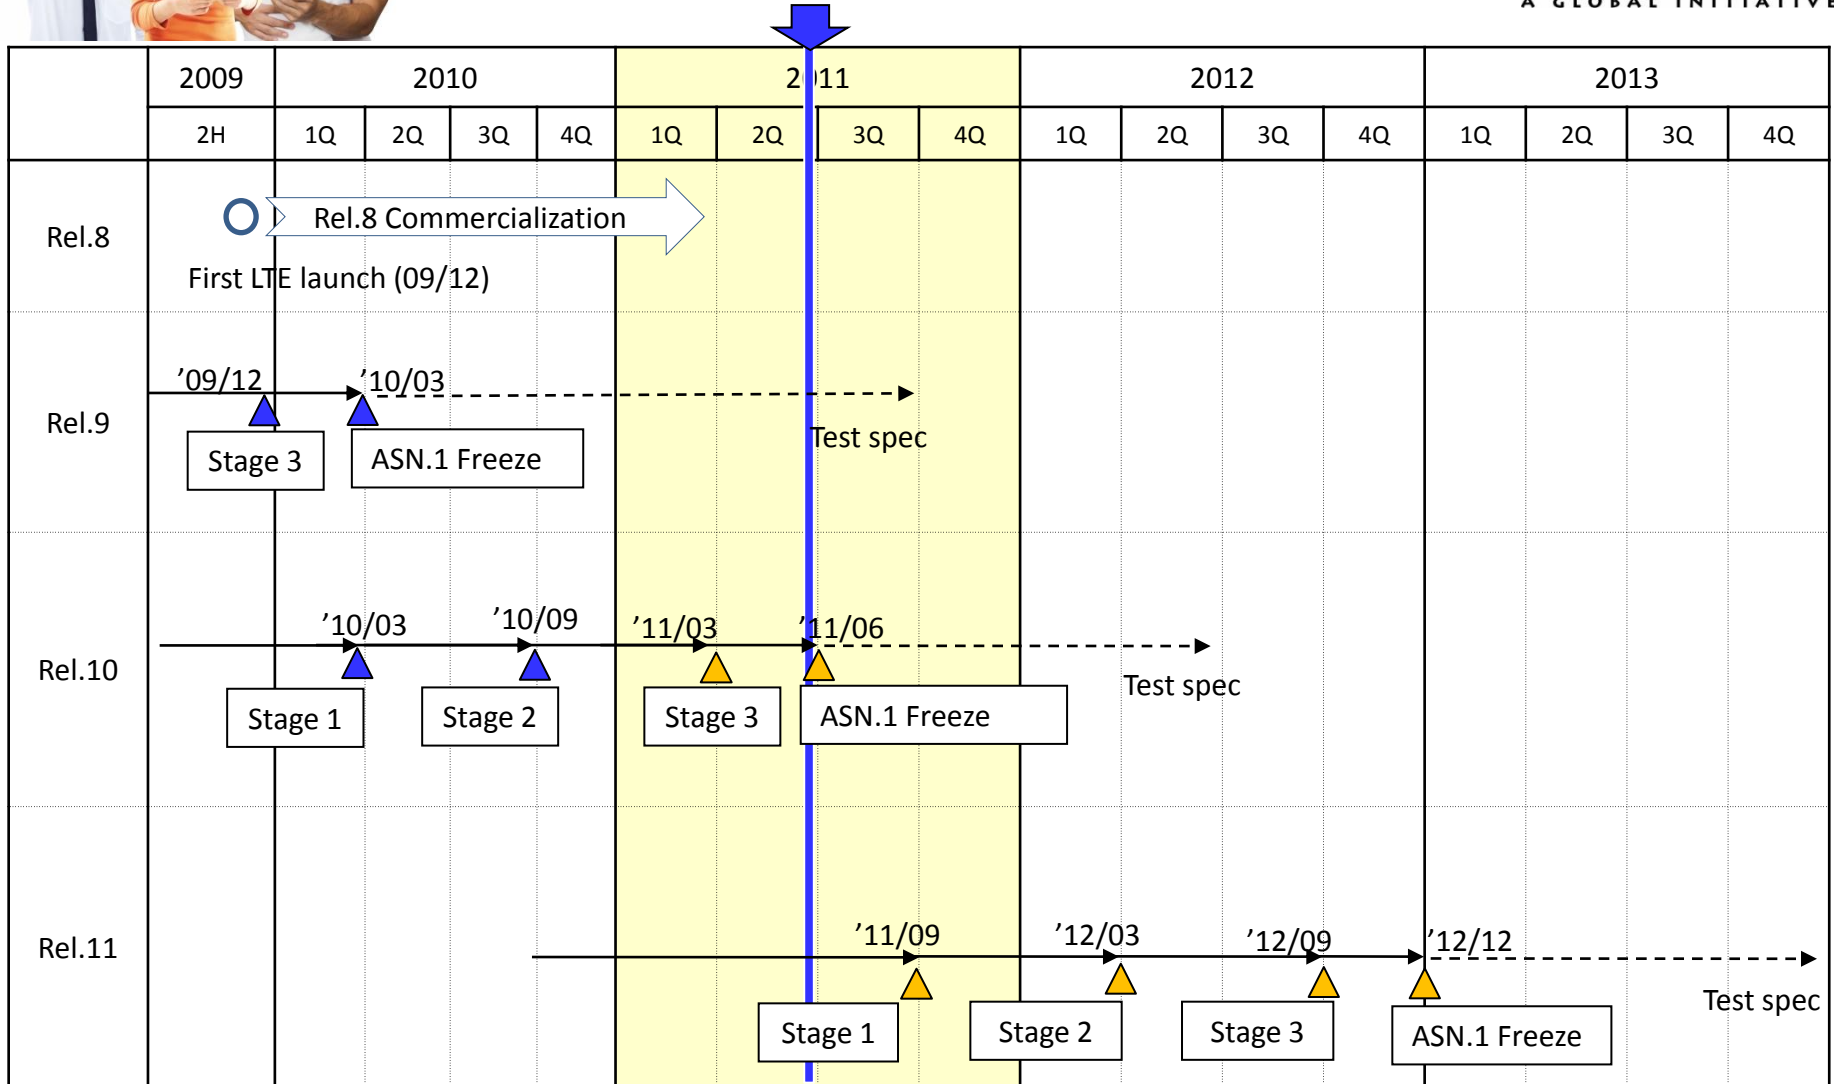 A GLOBAL INITIATIVE
2009 2010 2011 2012 2013
2H 1Q 2Q 3Q 4Q 1Q 2Q 3Q 4Q 1Q 2Q 3Q 4Q 1Q 2Q 3Q 4Q
Rel.8
Rel.8 Commercialization
First LTE launch (09/12)
Rel.9
’09/12 ’10/03
Test spec
Stage 3 ASN.1 Freeze
Rel.10
’10/03 ’10/09 ’11/03 ’11/06
Test spec
Stage 1 Stage 2 Stage 3 ASN.1 Freeze
Rel.11
’11/09 ’12/03 ’12/09 ’12/12
Test spec
Stage 1 Stage 2 Stage 3 ASN.1 Freeze